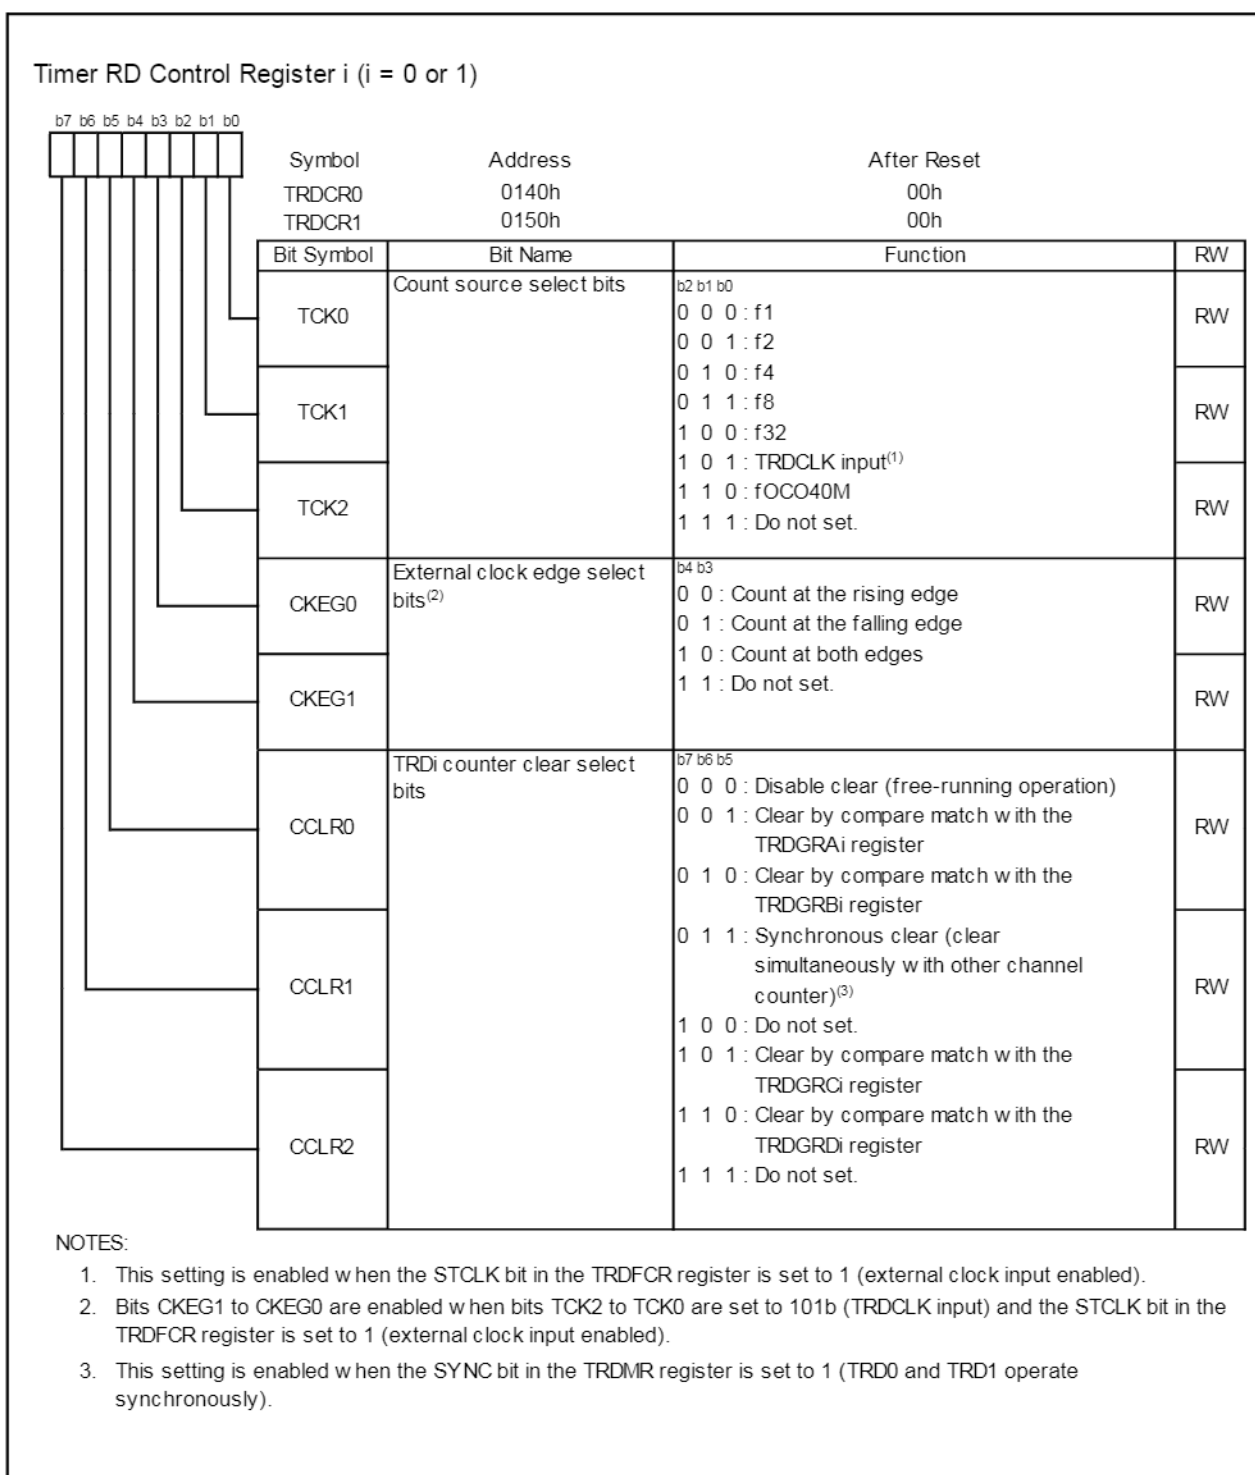 Timer RD Control Register i (i = 0 or 1)
b7 b6 b5 b4 b3 b2 b1 b0
Symbol Address After Reset
TRDCR0 0140h 00h
TRDCR1 0150h 00h
Bit Symbol Bit Name Function RW
TCK0 Count source select bits b2 b1 b0
0 0 0 : f1 RW
0 0 1 : f2
0 1 0 : f4
TCK1 0 1 1 : f8 RW
1 0 0 : f32
1 0 1 : TRDCLK input(1)
TCK2 1 1 0 : fOCO40M RW
1 1 1 : Do not set.
External clock edge select b4 b3
CKEG0 bits(2) 0 0 : Count at the rising edge RW
0 1 : Count at the falling edge
1 0 : Count at both edges
CKEG1 1 1 : Do not set. RW
TRDi counter clear select b7 b6 b5
bits 0 0 0 : Disable clear (free-running operation)
CCLR0 0 0 1 : Clear by compare match with the RW
TRDGRAi register
0 1 0 : Clear by compare match with the
TRDGRBi register
0 1 1 : Synchronous clear (clear
simultaneously with other channel
CCLR1 counter)(3) RW
1 0 0 : Do not set.
1 0 1 : Clear by compare match with the
TRDGRCi register
1 1 0 : Clear by compare match with the
CCLR2 TRDGRDi register RW
1 1 1 : Do not set.
NOTES:
1. This setting is enabled when the STCLK bit in the TRDFCR register is set to 1 (external clock input enabled).
2. Bits CKEG1 to CKEG0 are enabled when bits TCK2 to TCK0 are set to 101b (TRDCLK input) and the STCLK bit in the
TRDFCR register is set to 1 (external clock input enabled).
3. This setting is enabled when the SYNC bit in the TRDMR register is set to 1 (TRD0 and TRD1 operate
synchronously).